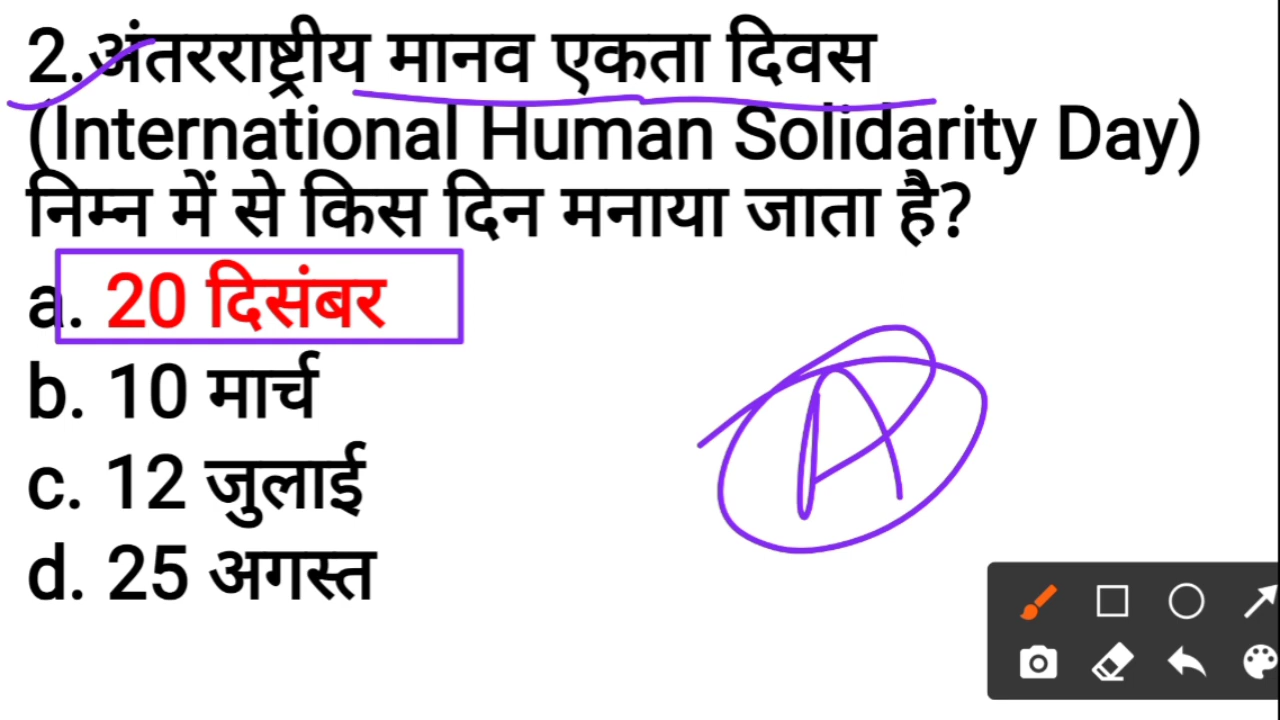 2.अंतरराष्ट्रीय मानव एकता दिवस
(International Human Solidarity Day)
निम्न में से किस दिन मनाया जाता है?
a. 20 दिसंबर
b. 10 मार्च
c. 12 जुलाई
d. 25 अगस्त
A